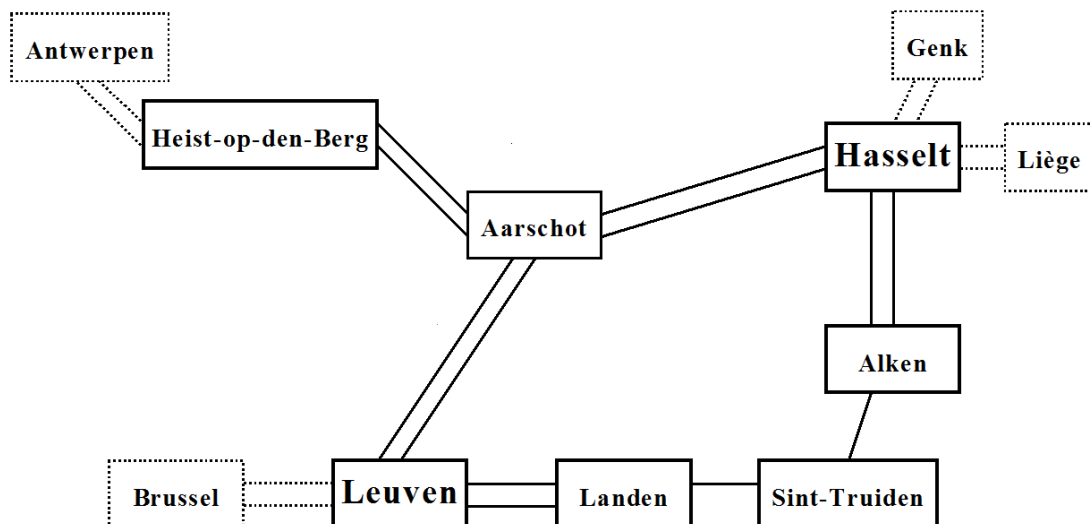 Antwerpen
Genk
Heist-op-den-Berg
Hasselt
Liège
Aarschot
Alken
Brussel
Leuven
Landen
Sint-Truiden